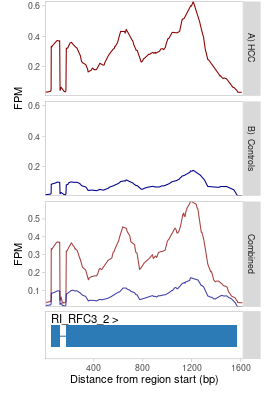 0.6
0.4
0.2
FPM
A) HCC
0.6
0.4
0.2
B) Controls
0.5
0.4
0.3
0.2
0.1
FPM
Combined
RI_RFC3_2 >
400
800
1200
1600
Distance from region start (bp)